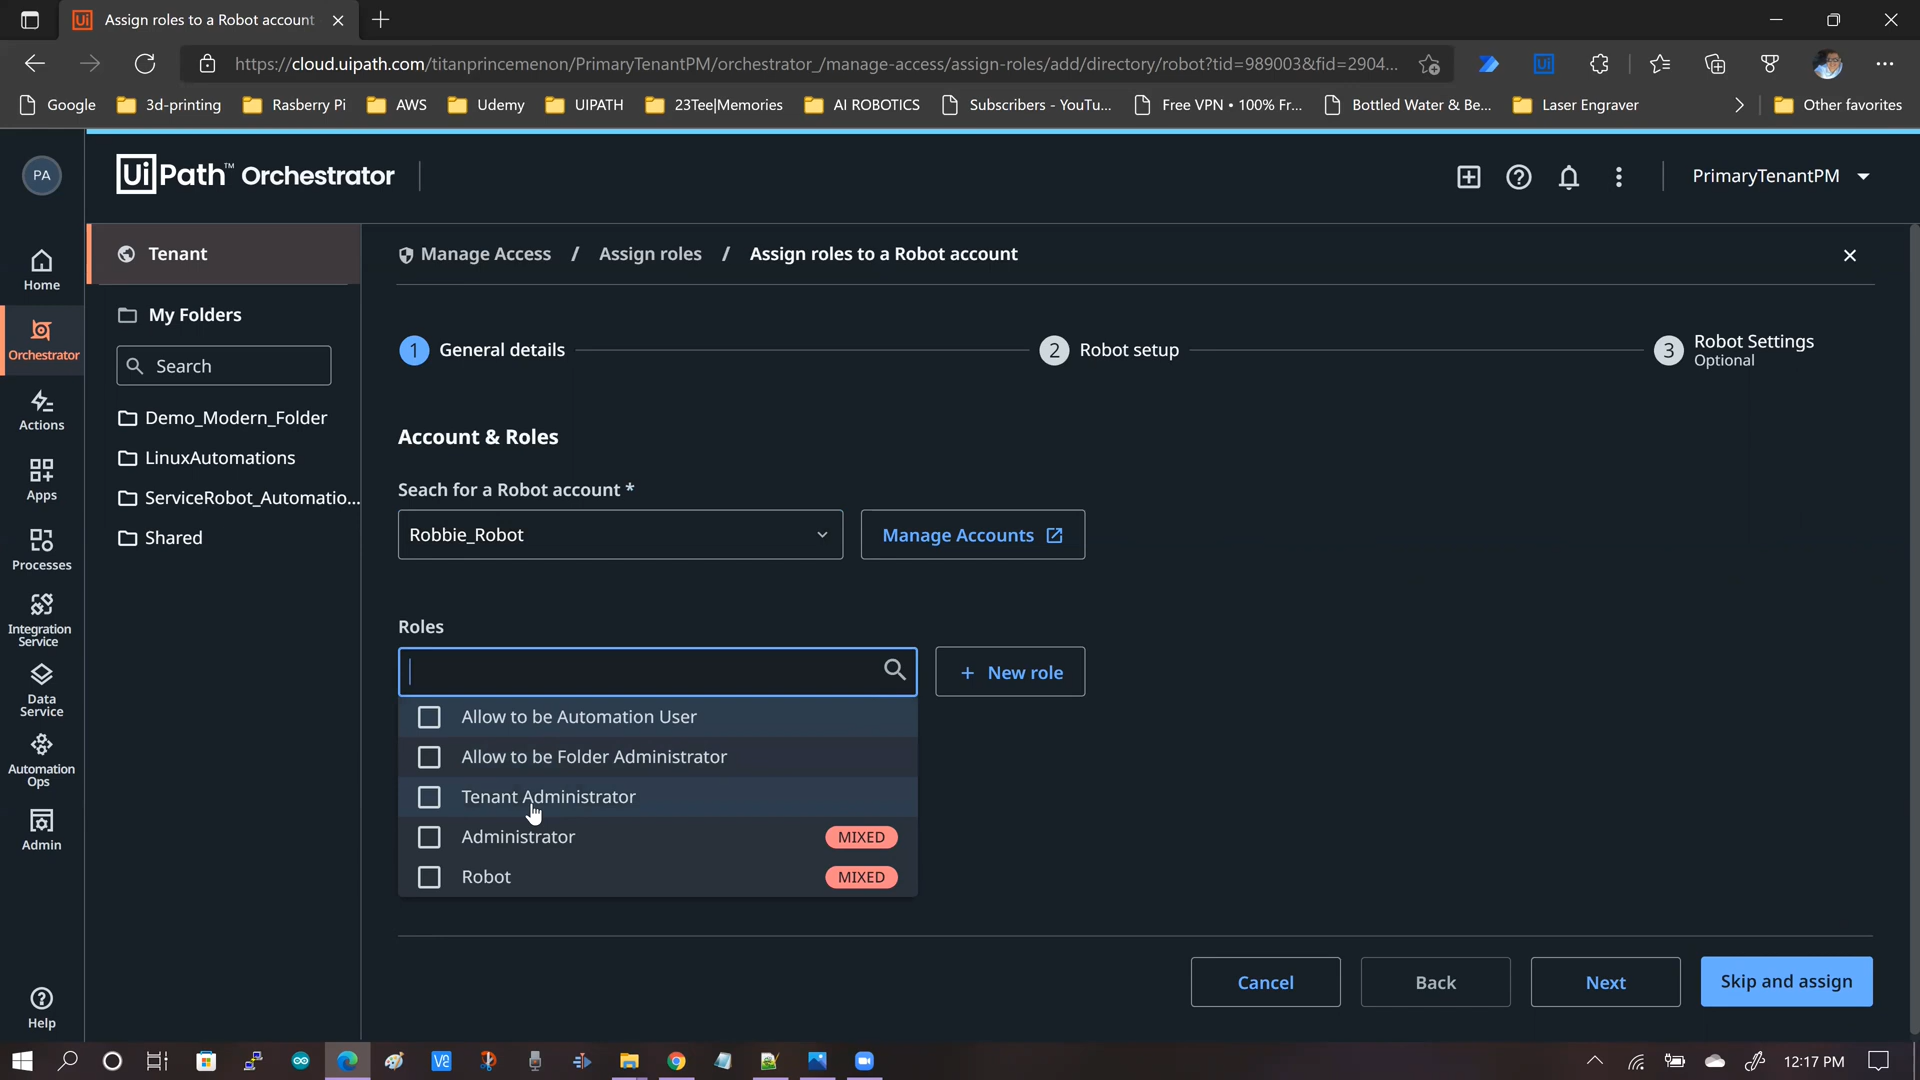 Assign roles to a Robot account
https://cloud.uipath.com/titanprincemenon/PrimaryTenantPM/orchestrator_/manage-access/assign-roles/add/directory/robot?tid=989003&fid=2904...
Google
3d-printing
Rasberry Pi
AWS
Udemy
UIPATH
23Tee|Memories
AI ROBOTICS
Subscribers - YouTu...
Free VPN • 100% Fr...
Bottled Water & Be...
Laser Engraver
Other favorites
PA
UiPath™ Orchestrator
PrimaryTenantPM
Home
Orchestrator
Actions
Apps
Processes
Integration
Service
Data
Service
Automation
Ops
Admin
Help
Tenant
My Folders
Search
Demo_Modern_Folder
LinuxAutomations
ServiceRobot_Automatio...
Shared
Manage Access / Assign roles / Assign roles to a Robot account
1 General details
2 Robot setup
3 Robot Settings
Optional
Account & Roles
Seach for a Robot account *
Robbie_Robot
Manage Accounts
Roles
+ New role
Allow to be Automation User
Allow to be Folder Administrator
Tenant Administrator
Administrator MIXED
Robot MIXED
Cancel
Back
Next
Skip and assign
12:17 PM